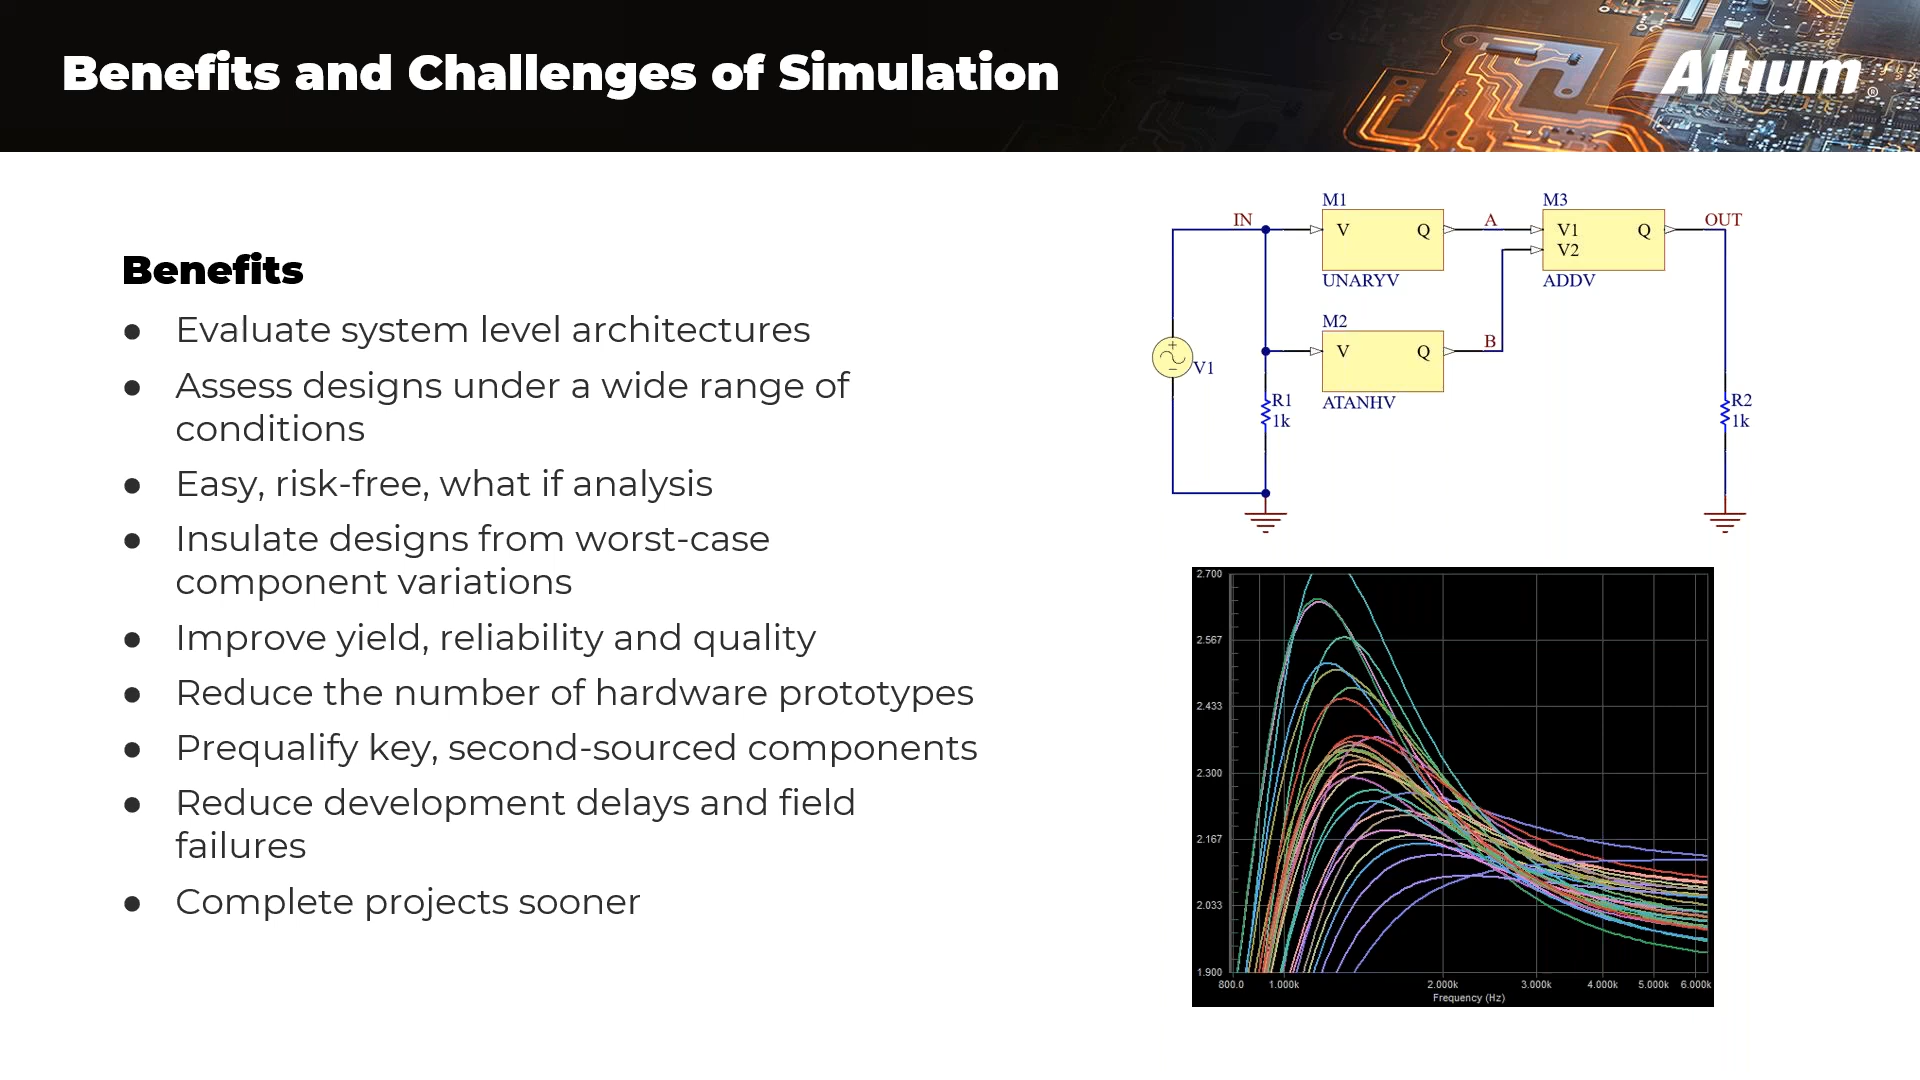 Benefits and Challenges of Simulation
Altium®
Benefits
● Evaluate system level architectures
● Assess designs under a wide range of
conditions
● Easy, risk-free, what if analysis
● Insulate designs from worst-case
component variations
● Improve yield, reliability and quality
● Reduce the number of hardware prototypes
● Prequalify key, second-sourced components
● Reduce development delays and field
failures
● Complete projects sooner
M1
M3
IN
V
Q
A
V1
V2
Q
OUT
UNARYV
ADDV
M2
V
Q
B
V1
ATANHV
R1
1k
R2
1k
2.700
2.567
2.433
2.300
2.167
2.033
1.900
800.0 1.000k 2.000k 3.000k 4.000k 5.000k 6.000k
Frequency (Hz)